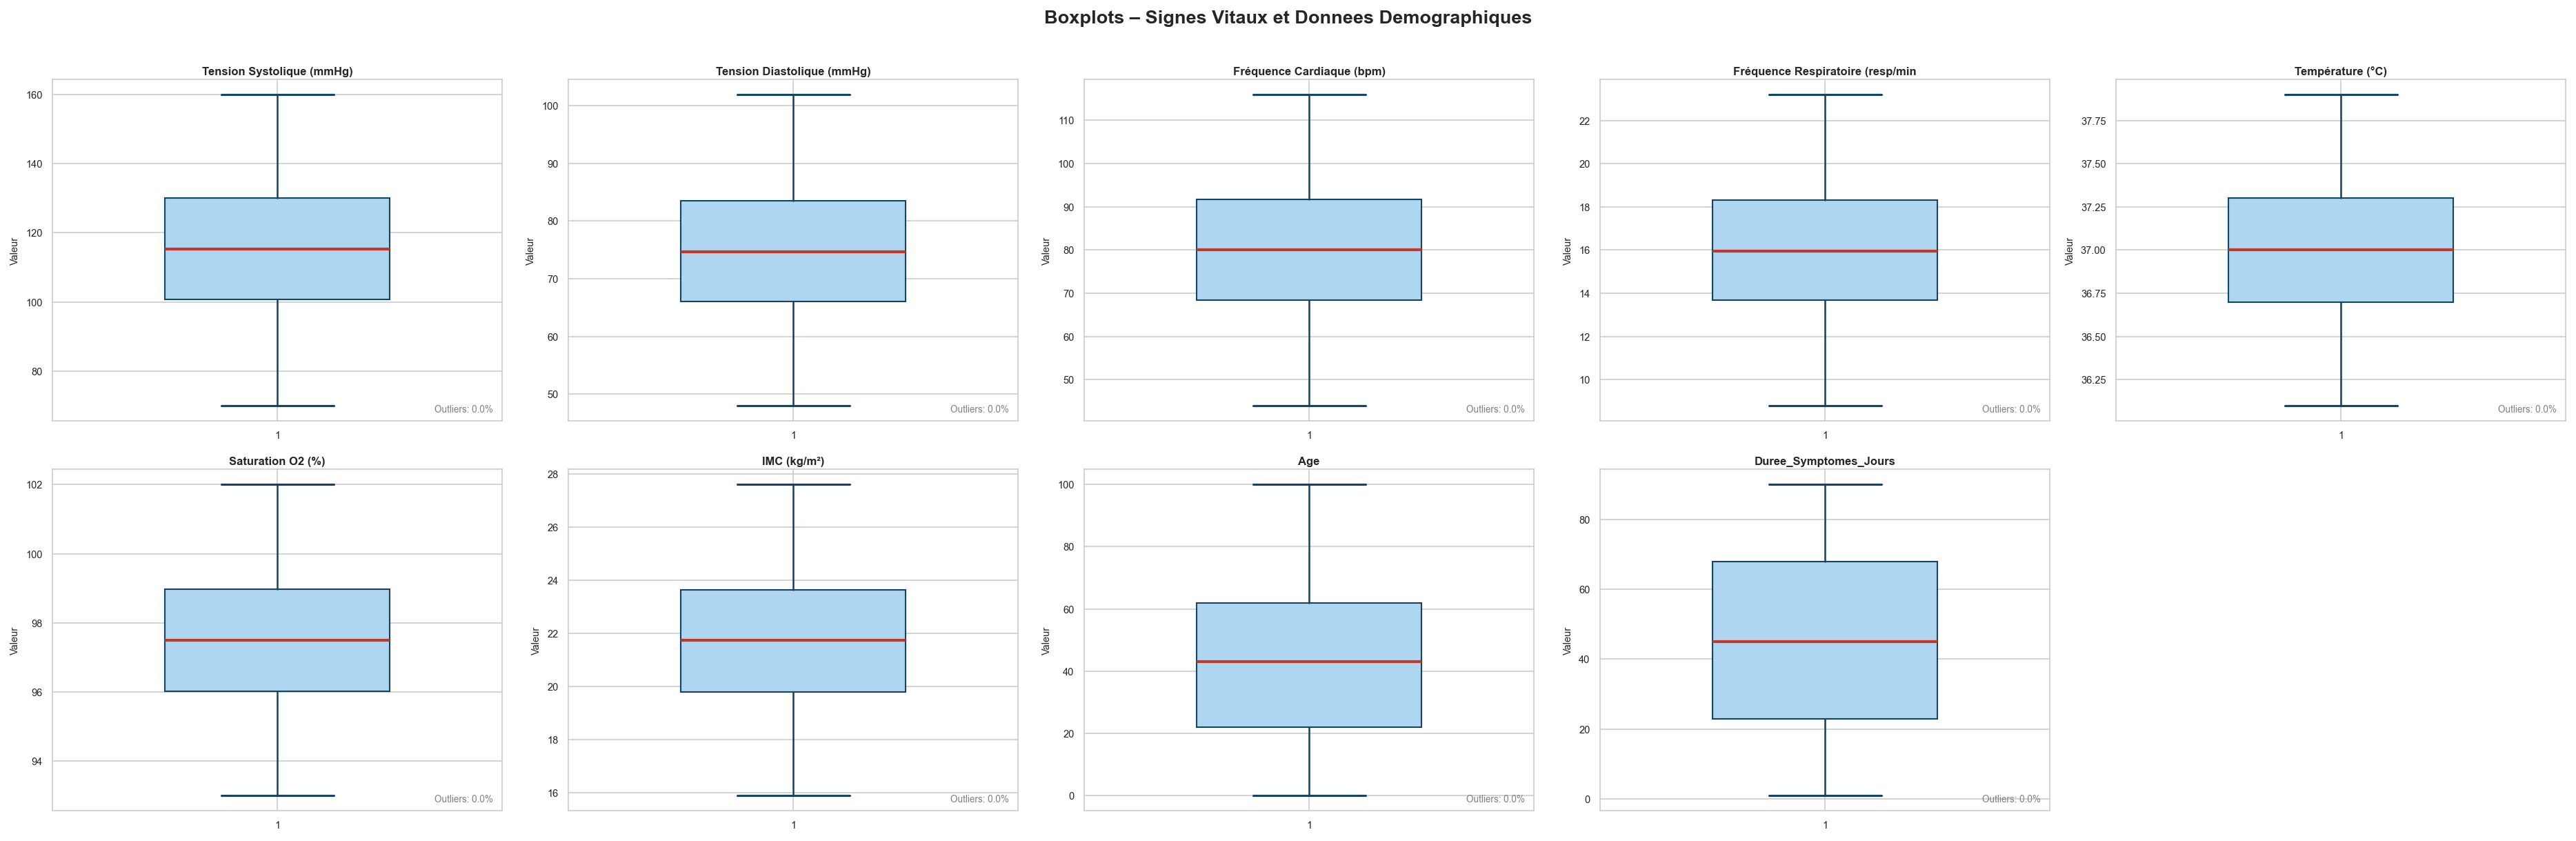 Boxplots – Signes Vitaux et Donnees Demographiques
Tension Systolique (mmHg)
160
140
120
100
80
Valeur
Outliers: 0.0%
1
Tension Diastolique (mmHg)
100
90
80
70
60
50
Valeur
Outliers: 0.0%
1
Fréquence Cardiaque (bpm)
110
100
90
80
70
60
50
Valeur
Outliers: 0.0%
1
Fréquence Respiratoire (resp/min
22
20
18
16
14
12
10
Valeur
Outliers: 0.0%
1
Température (°C)
37.75
37.50
37.25
37.00
36.75
36.50
36.25
Valeur
Outliers: 0.0%
1
Saturation O2 (%)
102
100
98
96
94
Valeur
Outliers: 0.0%
1
IMC (kg/m²)
28
26
24
22
20
18
16
Valeur
Outliers: 0.0%
1
Age
100
80
60
40
20
0
Valeur
Outliers: 0.0%
1
Duree_Symptomes_Jours
80
60
40
20
0
Valeur
Outliers: 0.0%
1